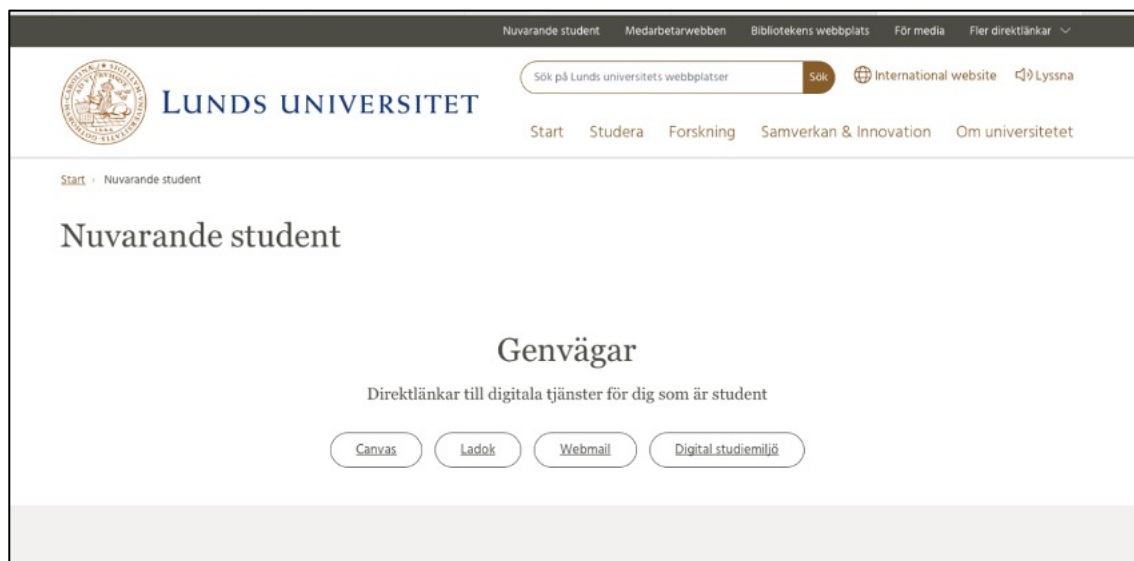 Nuvarande student Medarbetarwebben Bibliotekens webbplats För media Fler direktlänkar
LUNDS UNIVERSITET
Sök på Lunds universitets webbplatser Sök International website Lyssna
Start Studera Forskning Samverkan & Innovation Om universitetet
Start › Nuvarande student
Nuvarande student
Genvägar
Direktlänkar till digitala tjänster för dig som är student
Canvas Ladok Webmail Digital studiemiljö